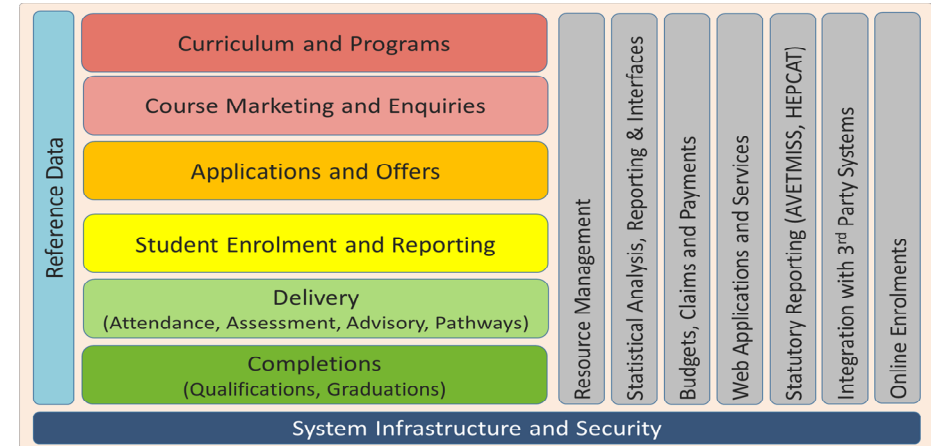 Reference Data
Curriculum and Programs
Course Marketing and Enquiries
Applications and Offers
Student Enrolment and Reporting
Delivery
(Attendance, Assessment, Advisory, Pathways)
Completions
(Qualifications, Graduations)
Resource Management
Statistical Analysis, Reporting & Interfaces
Budgets, Claims and Payments
Web Applications and Services
Statutory Reporting (AVETMISS, HEPCAT)
Integration with 3rd Party Systems
Online Enrolments
System Infrastructure and Security